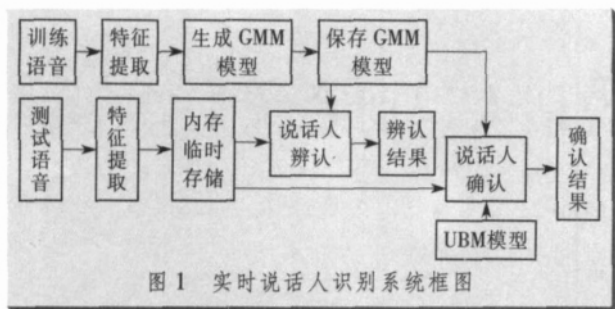 训练
语音
特征
提取
生成 GMM
模型
保存 GMM
模型
测试语音
特征提取
内存
临时
存储
说话人
辨认
辨认
结果
说话人
确认
确认结果
UBM模型
图 1 实时说话人识别系统框图